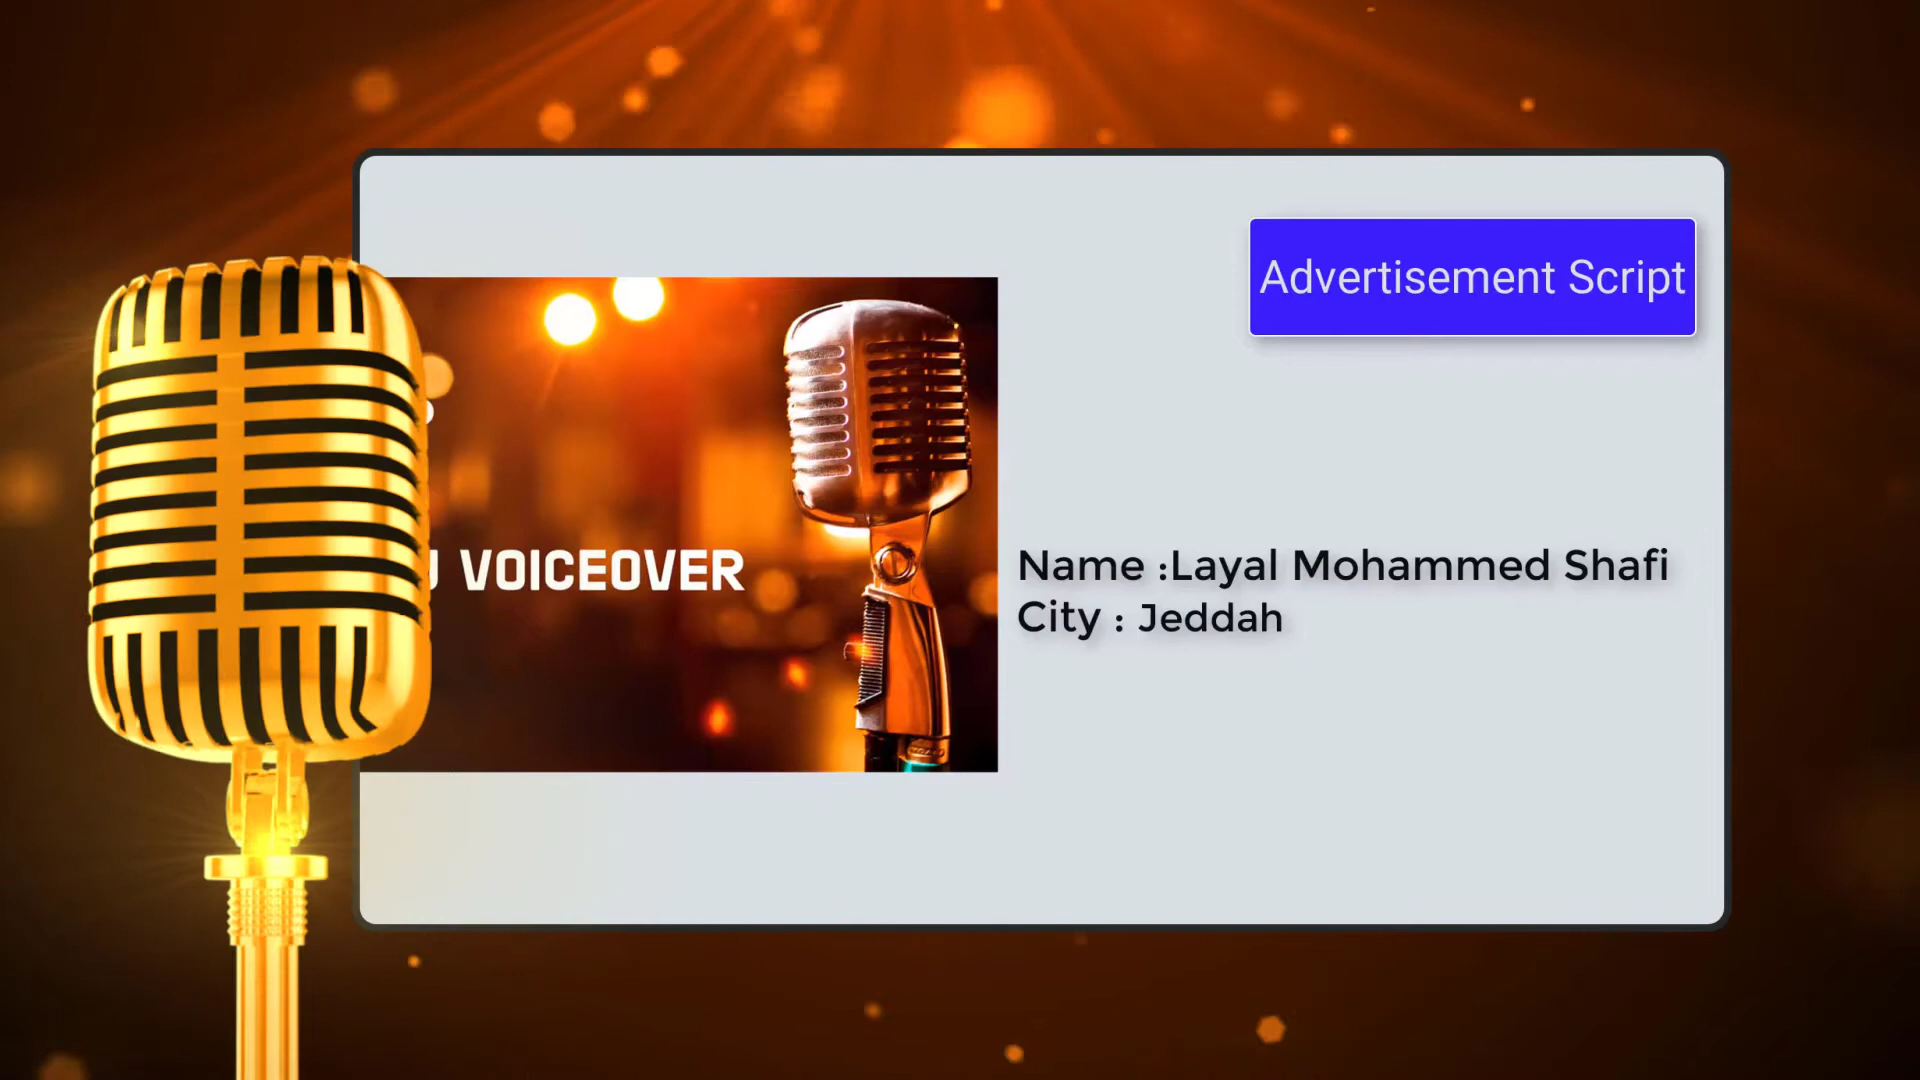 Advertisement Script
VOICEOVER
Name :Layal Mohammed Shafi
City : Jeddah